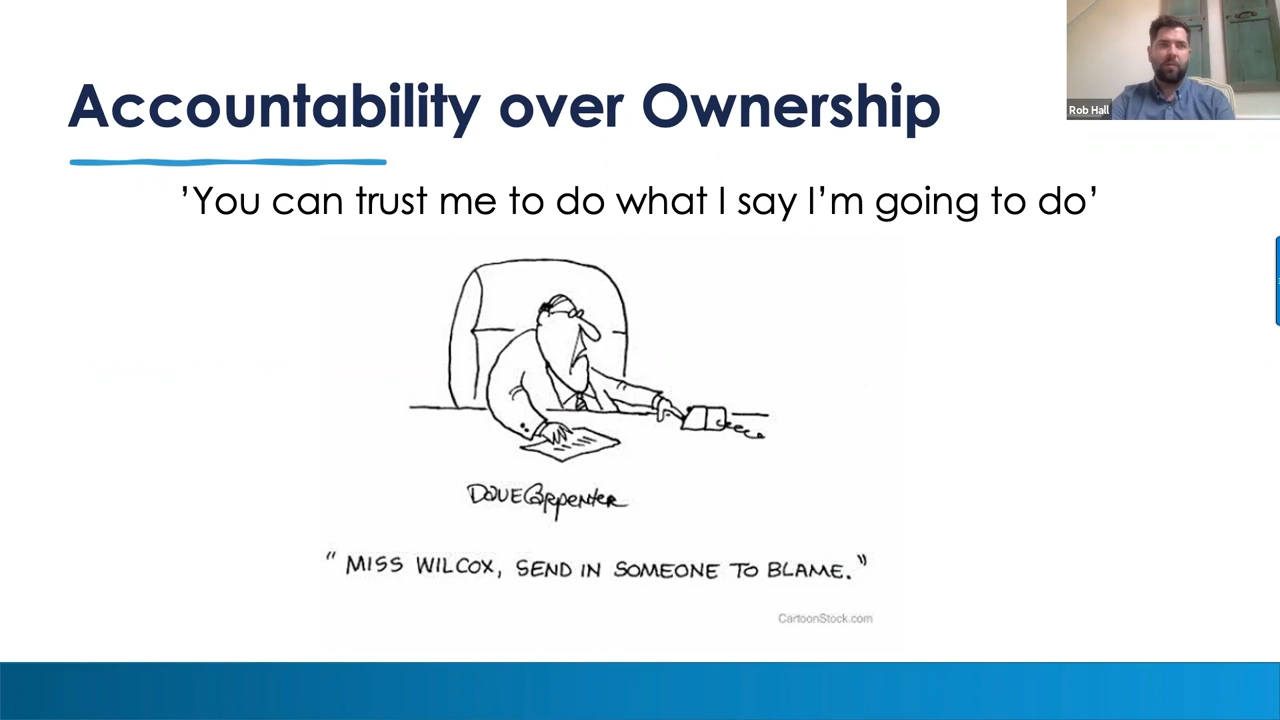 Rob Hall
Accountability over Ownership
’You can trust me to do what I say I’m going to do’
Dave Carpenter
“ MISS WILCOX, SEND IN SOMEONE TO BLAME. ”
CartoonStock.com